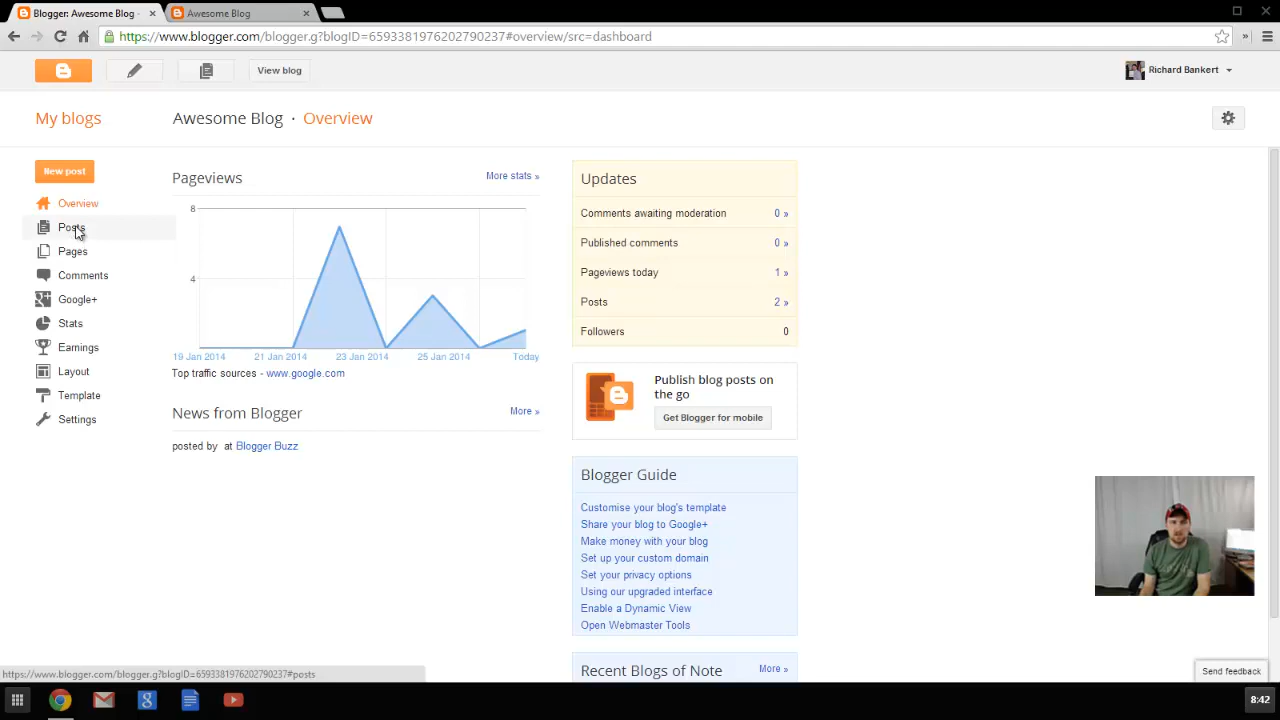 Blogger: Awesome Blog -
Awesome Blog
https://www.blogger.com/blogger.g?blogID=6593381976202790237#overview/src=dashboard
View blog
Richard Bankert
My blogs
Awesome Blog · Overview
New post
Overview
Posts
Pages
Comments
Google+
Stats
Earnings
Layout
Template
Settings
Pageviews
More stats »
8
4
19 Jan 2014
21 Jan 2014
23 Jan 2014
25 Jan 2014
Today
Top traffic sources - www.google.com
News from Blogger
More »
posted by at Blogger Buzz
Updates
Comments awaiting moderation 0 »
Published comments 0 »
Pageviews today 1 »
Posts 2 »
Followers 0
Publish blog posts on
the go
Get Blogger for mobile
Blogger Guide
Customise your blog's template
Share your blog to Google+
Make money with your blog
Set up your custom domain
Set your privacy options
Using our upgraded interface
Enable a Dynamic View
Open Webmaster Tools
Recent Blogs of Note
More »
Send feedback
https://www.blogger.com/blogger.g?blogID=6593381976202790237#posts
8:42